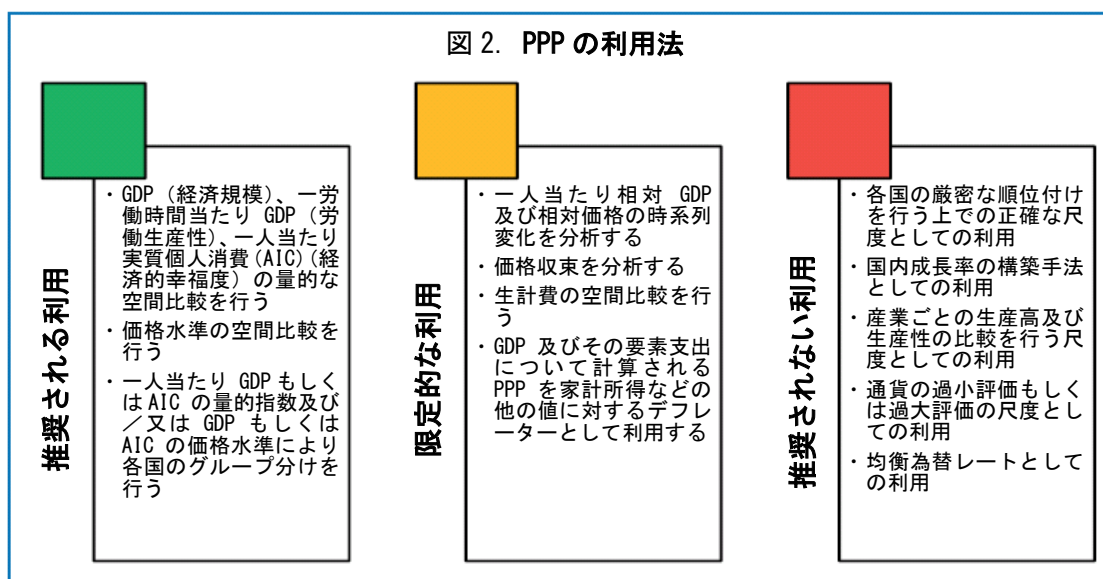 図 2. PPP の利用法
推奨される利用
・GDP（経済規模）、一労
働時間当たり GDP（労
働生産性）、一人当たり
実質個人消費(AIC)（経
済的幸福度）の量的な
空間比較を行う
・価格水準の空間比較を
行う
・一人当たり GDP もしく
は AIC の量的指数及び
／又は GDP もしくは
AIC の価格水準により
各国のグループ分けを
行う
限定的な利用
・一人当たり相対 GDP
及び相対価格の時系列
変化を分析する
・価格収束を分析する
・生計費の空間比較を行
う
・GDP 及びその要素支出
について計算される
PPP を家計所得などの
他の値に対するデフレ
ーターとして利用する
推奨されない利用
・各国の厳密な順位付け
を行う上での正確な尺
度としての利用
・国内成長率の構築手法
としての利用
・産業ごとの生産高及び
生産性の比較を行う尺
度としての利用
・通貨の過小評価もしく
は過大評価の尺度とし
ての利用
・均衡為替レートとして
の利用